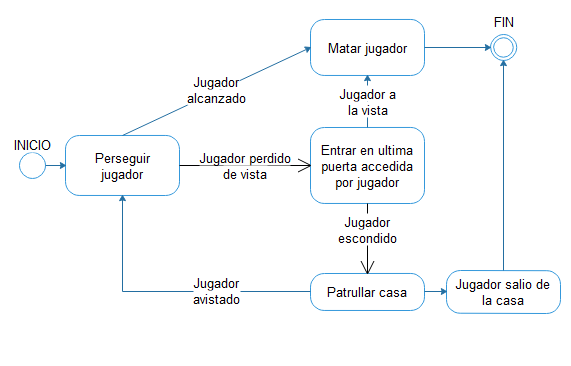 FIN
Matar jugador
Jugador
alcanzado
Jugador a
la vista
INICIO
Perseguir
jugador
Jugador perdido
de vista
Entrar en ultima
puerta accedida
por jugador
Jugador
escondido
Jugador
avistado
Patrullar casa
Jugador salio de
la casa